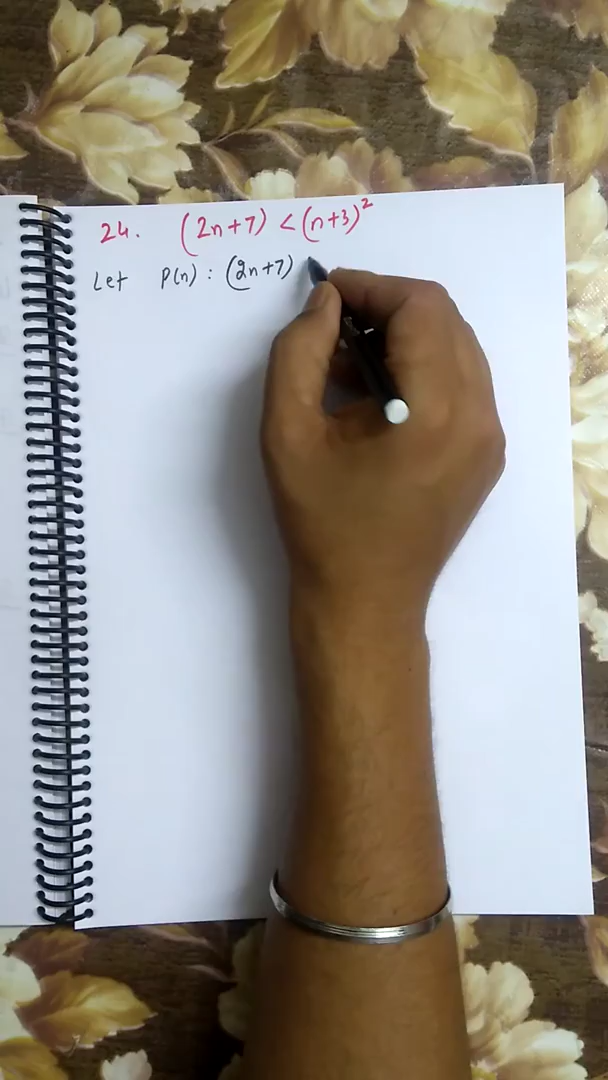 24. (2n+7) < (n+3)²
Let P(n) : (2n+7)